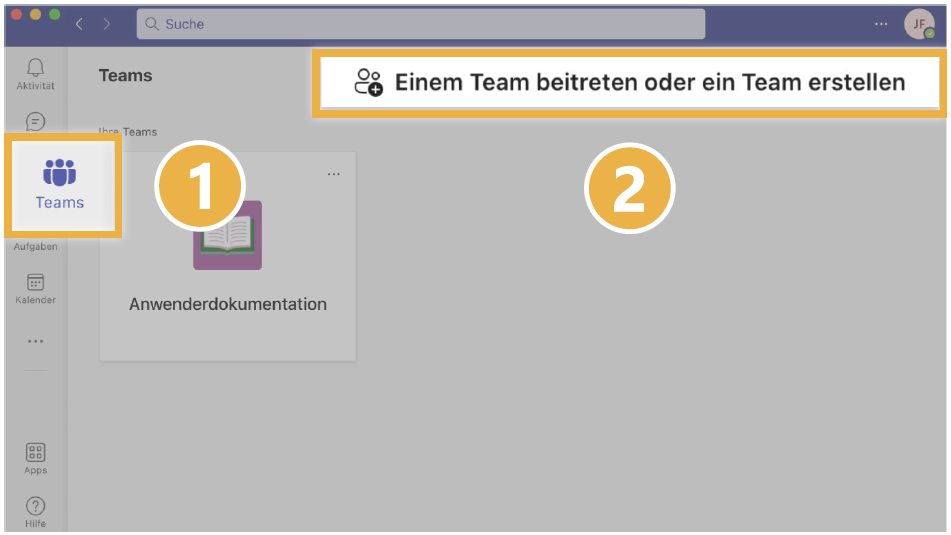 Suche
JF
Aktivität
Teams
Einem Team beitreten oder ein Team erstellen
Ihre Teams
1
2
Teams
Aufgaben
Anwenderdokumentation
Kalender
Apps
Hilfe